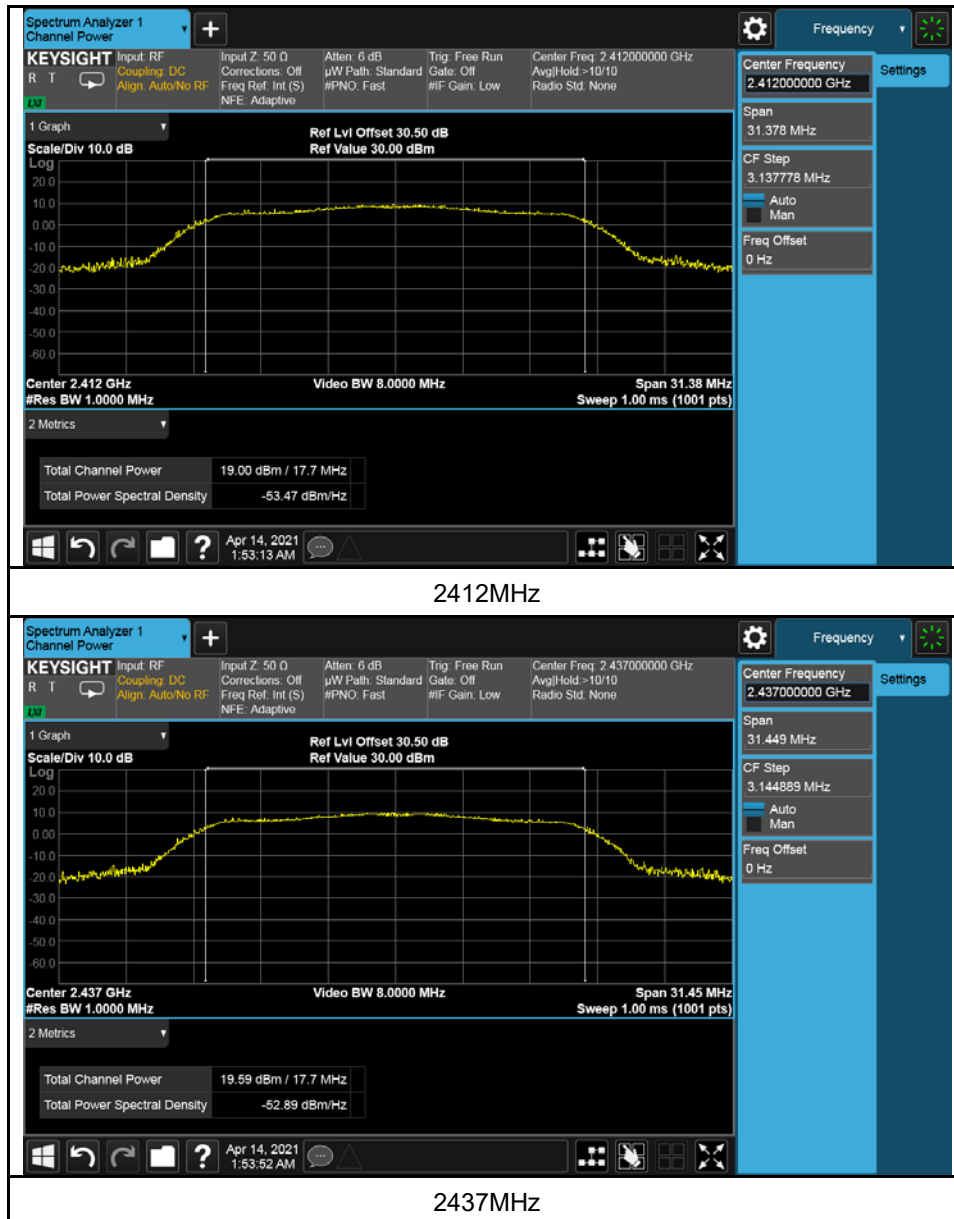 Spectrum Analyzer 1
Channel Power
+
Frequency
KEYSIGHT
R T
LXI
Input: RF
Coupling: DC
Align: Auto/No RF
Input Z: 50 Ω
Corrections: Off
Freq Ref: Int (S)
NFE: Adaptive
Atten: 6 dB
µW Path: Standard
#PNO: Fast
Trig: Free Run
Gate: Off
#IF Gain: Low
Center Freq: 2.412000000 GHz
Avg|Hold:>10/10
Radio Std: None
Center Frequency
2.412000000 GHz
Settings
Span
31.378 MHz
CF Step
3.137778 MHz
Auto
Man
Freq Offset
0 Hz
1 Graph
Scale/Div 10.0 dB
Ref Lvl Offset 30.50 dB
Ref Value 30.00 dBm
Log
20.0
10.0
0.00
-10.0
-20.0
-30.0
-40.0
-50.0
-60.0
Center 2.412 GHz
#Res BW 1.0000 MHz
Video BW 8.0000 MHz
Span 31.38 MHz
Sweep 1.00 ms (1001 pts)
2 Metrics
Total Channel Power 19.00 dBm / 17.7 MHz
Total Power Spectral Density -53.47 dBm/Hz
?
Apr 14, 2021
1:53:13 AM
2412MHz
Spectrum Analyzer 1
Channel Power
+
Frequency
KEYSIGHT
R T
LXI
Input: RF
Coupling: DC
Align: Auto/No RF
Input Z: 50 Ω
Corrections: Off
Freq Ref: Int (S)
NFE: Adaptive
Atten: 6 dB
µW Path: Standard
#PNO: Fast
Trig: Free Run
Gate: Off
#IF Gain: Low
Center Freq: 2.437000000 GHz
Avg|Hold:>10/10
Radio Std: None
Center Frequency
2.437000000 GHz
Settings
Span
31.449 MHz
CF Step
3.144889 MHz
Auto
Man
Freq Offset
0 Hz
1 Graph
Scale/Div 10.0 dB
Ref Lvl Offset 30.50 dB
Ref Value 30.00 dBm
Log
20.0
10.0
0.00
-10.0
-20.0
-30.0
-40.0
-50.0
-60.0
Center 2.437 GHz
#Res BW 1.0000 MHz
Video BW 8.0000 MHz
Span 31.45 MHz
Sweep 1.00 ms (1001 pts)
2 Metrics
Total Channel Power 19.59 dBm / 17.7 MHz
Total Power Spectral Density -52.89 dBm/Hz
?
Apr 14, 2021
1:53:52 AM
2437MHz